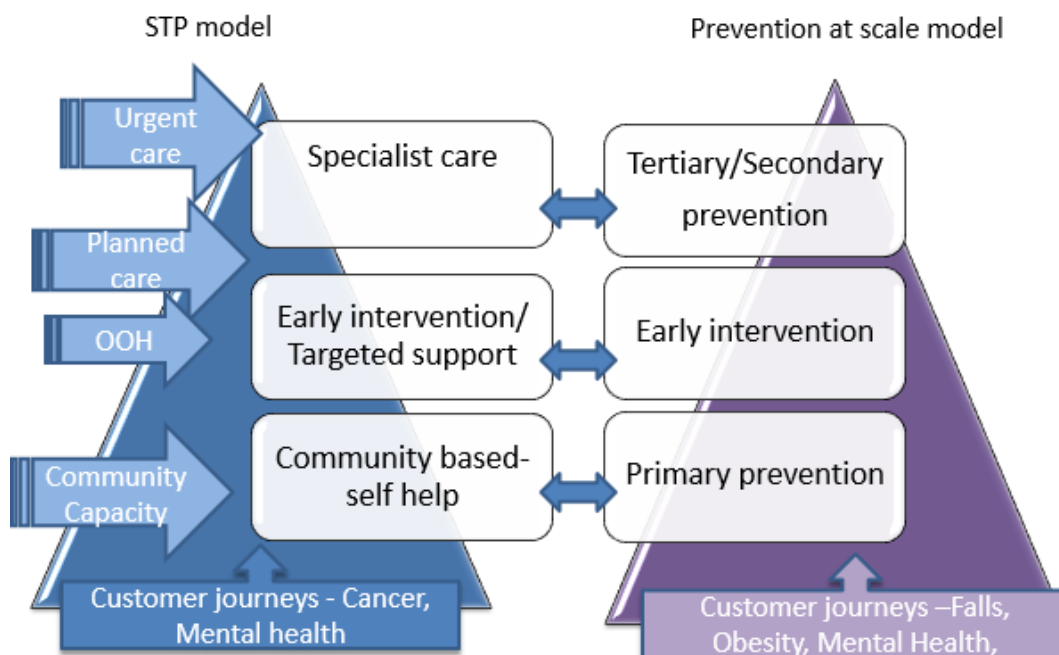 STP model
Prevention at scale model
Urgent
care
Specialist care
Tertiary/Secondary
prevention
Planned
care
OOH
Early intervention/
Targeted support
Early intervention
Community
Capacity
Community based-
self help
Primary prevention
Customer journeys - Cancer,
Mental health
Customer journeys –Falls,
Obesity, Mental Health,